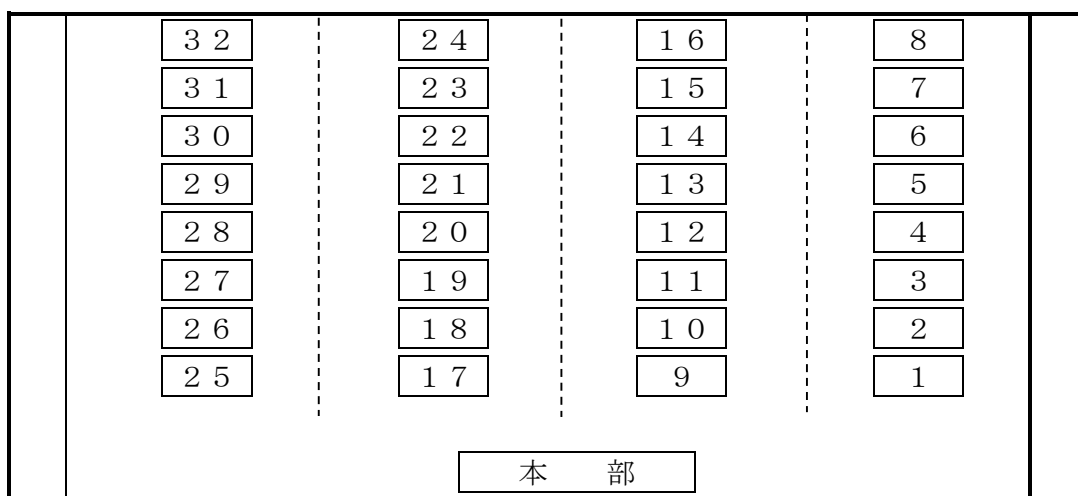 ３２ ２４ １６ ８
３１ ２３ １５ ７
３０ ２２ １４ ６
２９ ２１ １３ ５
２８ ２０ １２ ４
２７ １９ １１ ３
２６ １８ １０ ２
２５ １７ ９ １
本　部